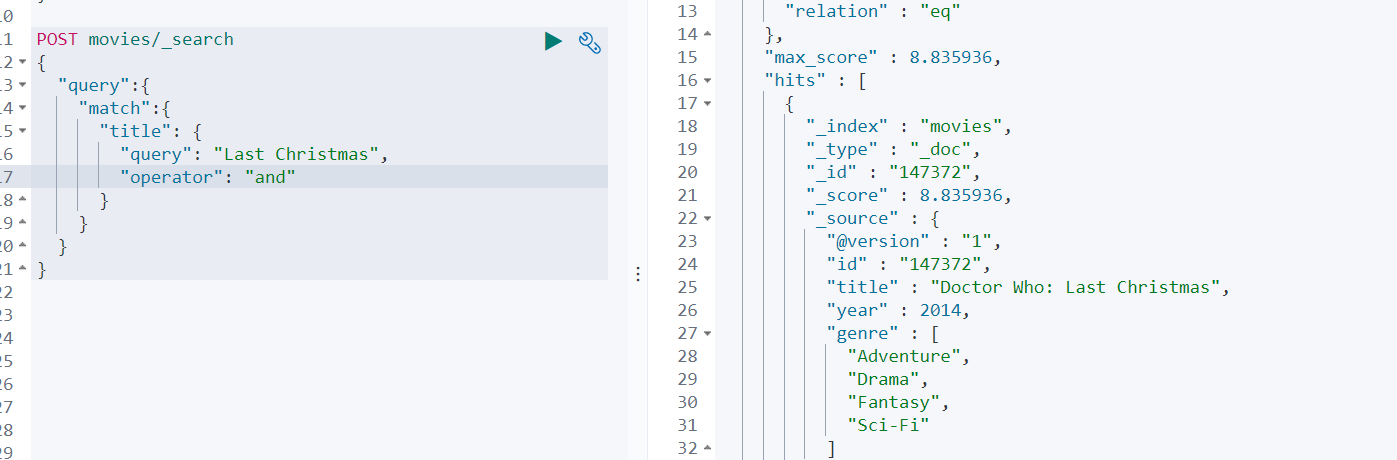 10
11 POST movies/_search
12 {
13 "query":{
14 "match":{
15 "title": {
16 "query": "Last Christmas",
17 "operator": "and"
18 }
19 }
20 }
21 }
22
23
24
25
26
27
28
29
13 "relation" : "eq"
14 },
15 "max_score" : 8.835936,
16 "hits" : [
17 {
18 "_index" : "movies",
19 "_type" : "_doc",
20 "_id" : "147372",
21 "_score" : 8.835936,
22 "_source" : {
23 "@version" : "1",
24 "id" : "147372",
25 "title" : "Doctor Who: Last Christmas",
26 "year" : 2014,
27 "genre" : [
28 "Adventure",
29 "Drama",
30 "Fantasy",
31 "Sci-Fi"
32 ]